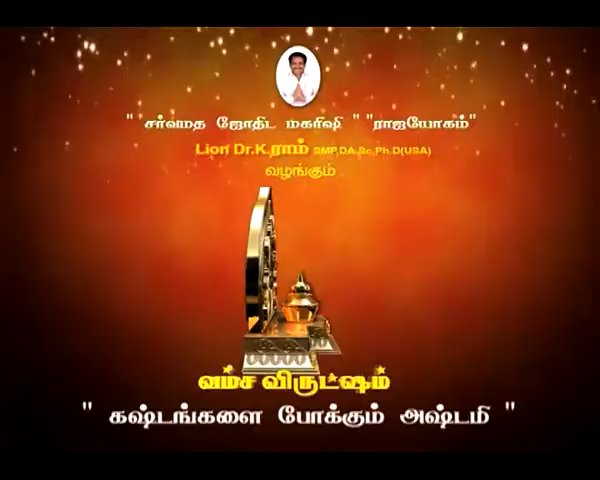 " சர்வமத ஜோதிட மகரிஷி " "ராஜயோகம்"
Lion Dr.K.ராம் SMP,DA.Sc,Ph.D(USA)
வழங்கும்
வம்ச விருட்ஷம்
" கஷ்டங்களை போக்கும் அஷ்டமி "